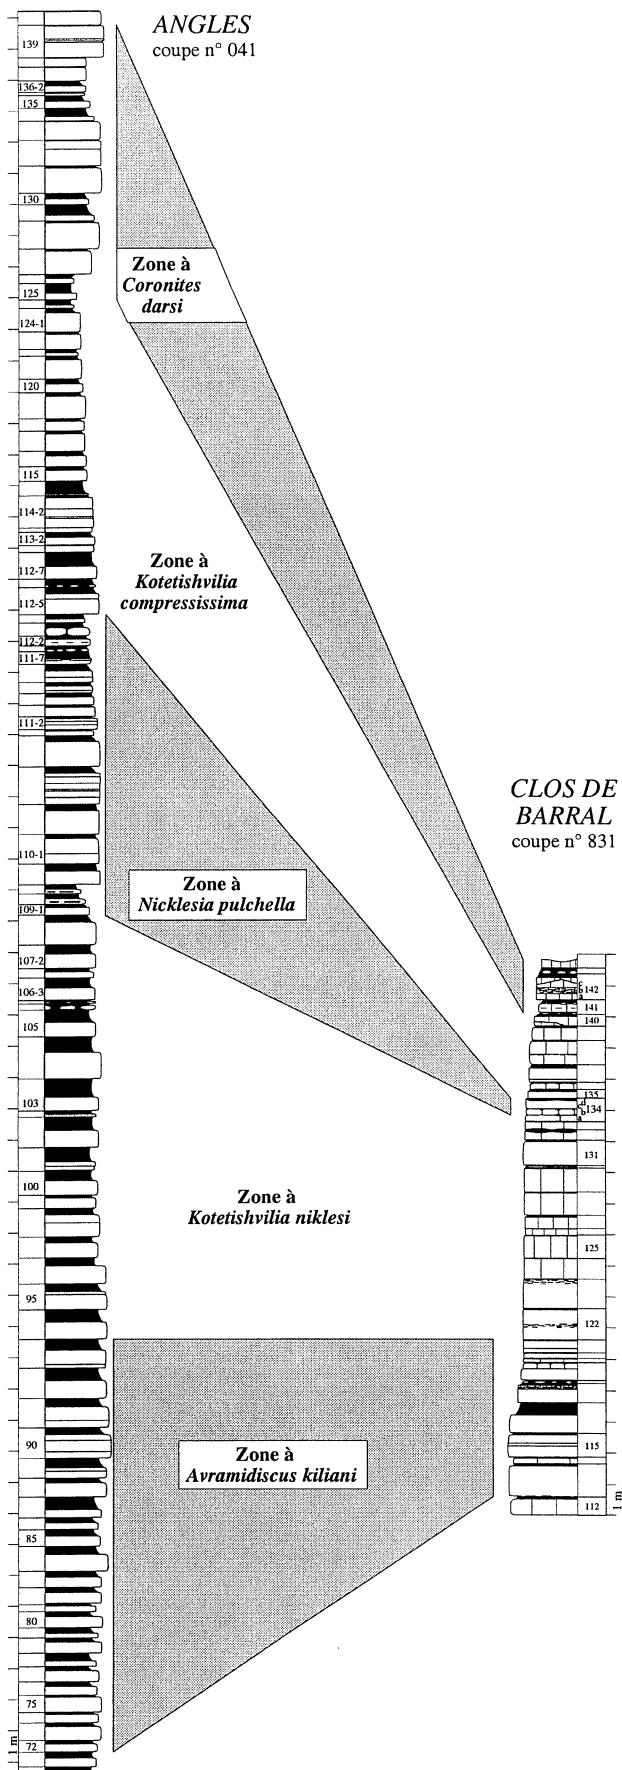 ANGLES
coupe n° 041
139
136-2
135
130
125
124-1
120
115
114-2
113-2
112-7
112-5
112-2
111-7
111-2
110-1
109-1
107-2
106-3
105
103
100
95
90
85
80
75
72
1 m
Zone à
Coronites
darsi
Zone à
Kotetishvilia
compressissima
Zone à
Nicklesia pulchella
Zone à
Kotetishvilia niklesi
Zone à
Avramidiscus kiliani
CLOS DE
BARRAL
coupe n° 831
c
b
a
142
141
140
135
d
c
b
a
134
131
125
122
115
112
1 m